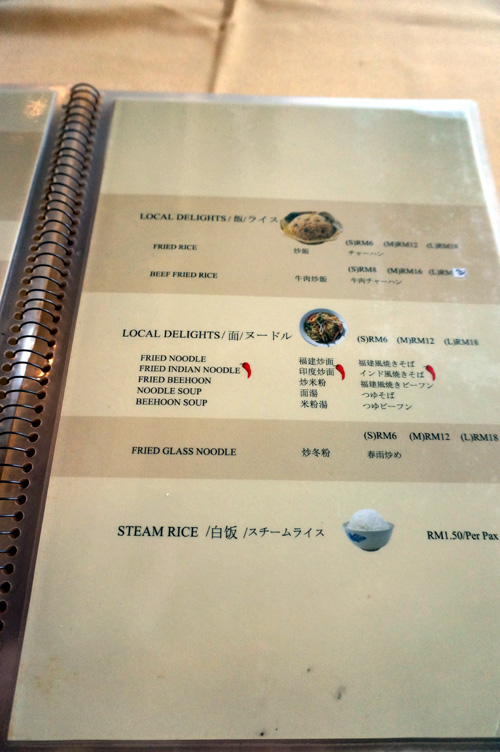 LOCAL DELIGHTS / 飯/ライス
FRIED RICE 炒飯 チャーハン (S)RM6 (M)RM12 (L)RM18
BEEF FRIED RICE 牛肉炒飯 牛肉チャーハン (S)RM8 (M)RM16 (L)RM
LOCAL DELIGHTS/ 面/ヌードル (S)RM6 (M)RM12 (L)RM18
FRIED NOODLE 福建炒面 福建風焼きそば
FRIED INDIAN NOODLE 印度炒面 インド風焼きそば
FRIED BEEHOON 炒米粉 福建風焼きビーフン
NOODLE SOUP 面湯 つゆそば
BEEHOON SOUP 米粉湯 つゆビーフン
(S)RM6 (M)RM12 (L)RM18
FRIED GLASS NOODLE 炒冬粉 春雨炒め
STEAM RICE /白饭 /スチームライス RM1.50/Per Pax